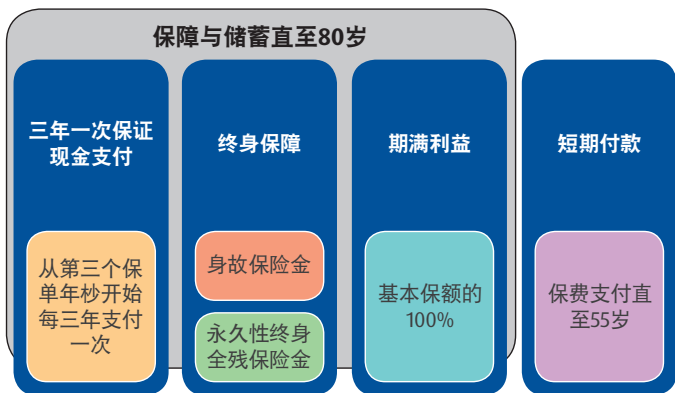 保障与储蓄直至80岁
三年一次保证
现金支付
从第三个保
单年杪开始
每三年支付
一次
终身保障
身故保险金
永久性终身
全残保险金
期满利益
基本保额的
100%
短期付款
保费支付直
至55岁